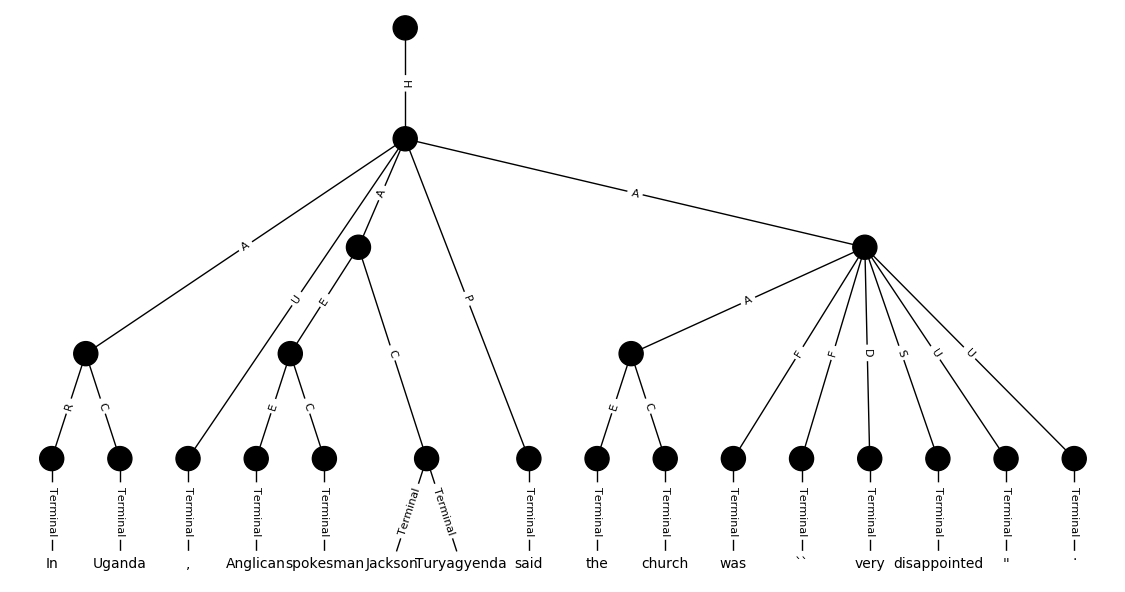 H
A
A
A
U
E
P
C
A
F
F
D
S
U
U
R
C
E
C
E
C
Terminal Terminal Terminal Terminal Terminal Terminal Terminal Terminal Terminal Terminal Terminal Terminal Terminal Terminal Terminal Terminal
In Uganda , Anglican spokesman Jackson Turyagyenda said the church was `` very disappointed " .